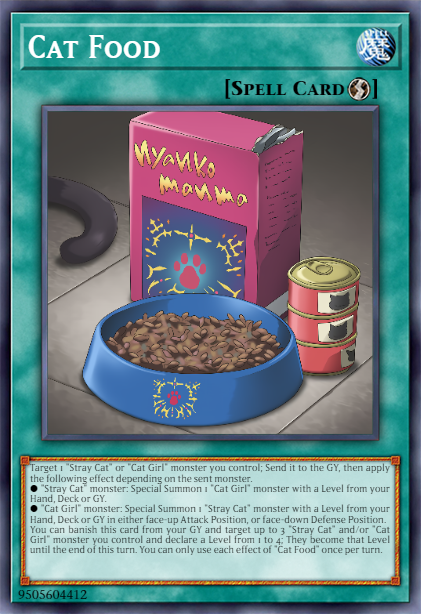 Cat Food
[Spell Card]
nyanko
manma
Target 1 "Stray Cat" or "Cat Girl" monster you control; Send it to the GY, then apply
the following effect depending on the sent monster.
● "Stray Cat" monster: Special Summon 1 "Cat Girl" monster with a Level from your
Hand, Deck or GY.
● "Cat Girl" monster: Special Summon 1 "Stray Cat" monster with a Level from your
Hand, Deck or GY in either face-up Attack Position, or face-down Defense Position.
You can banish this card from your GY and target up to 3 "Stray Cat" and/or "Cat
Girl" monster you control and declare a Level from 1 to 4; They become that Level
until the end of this turn. You can only use each effect of "Cat Food" once per turn.
9505604412